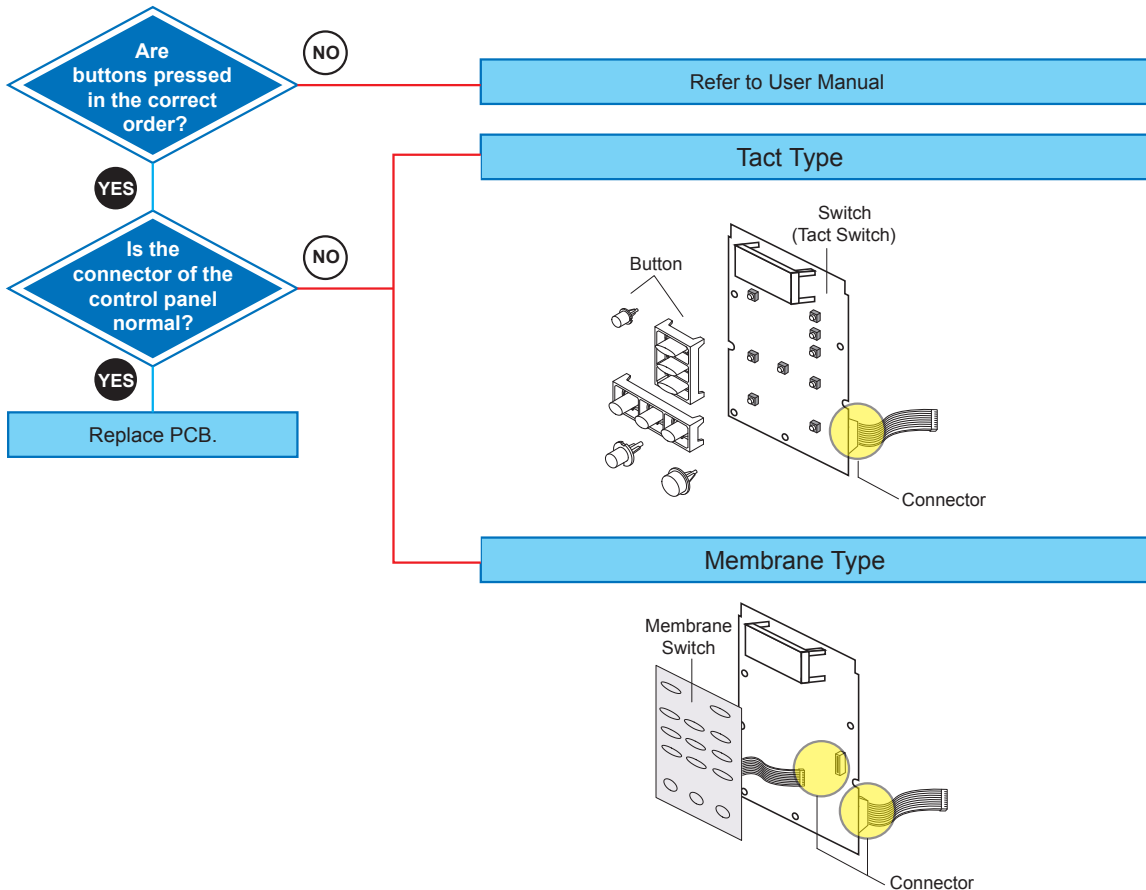 Are
buttons pressed
in the correct
order?
NO
Refer to User Manual
YES
Is the
connector of the
control panel
normal?
NO
YES
Replace PCB.
Tact Type
Switch
(Tact Switch)
Button
Connector
Membrane Type
Membrane
Switch
Connector